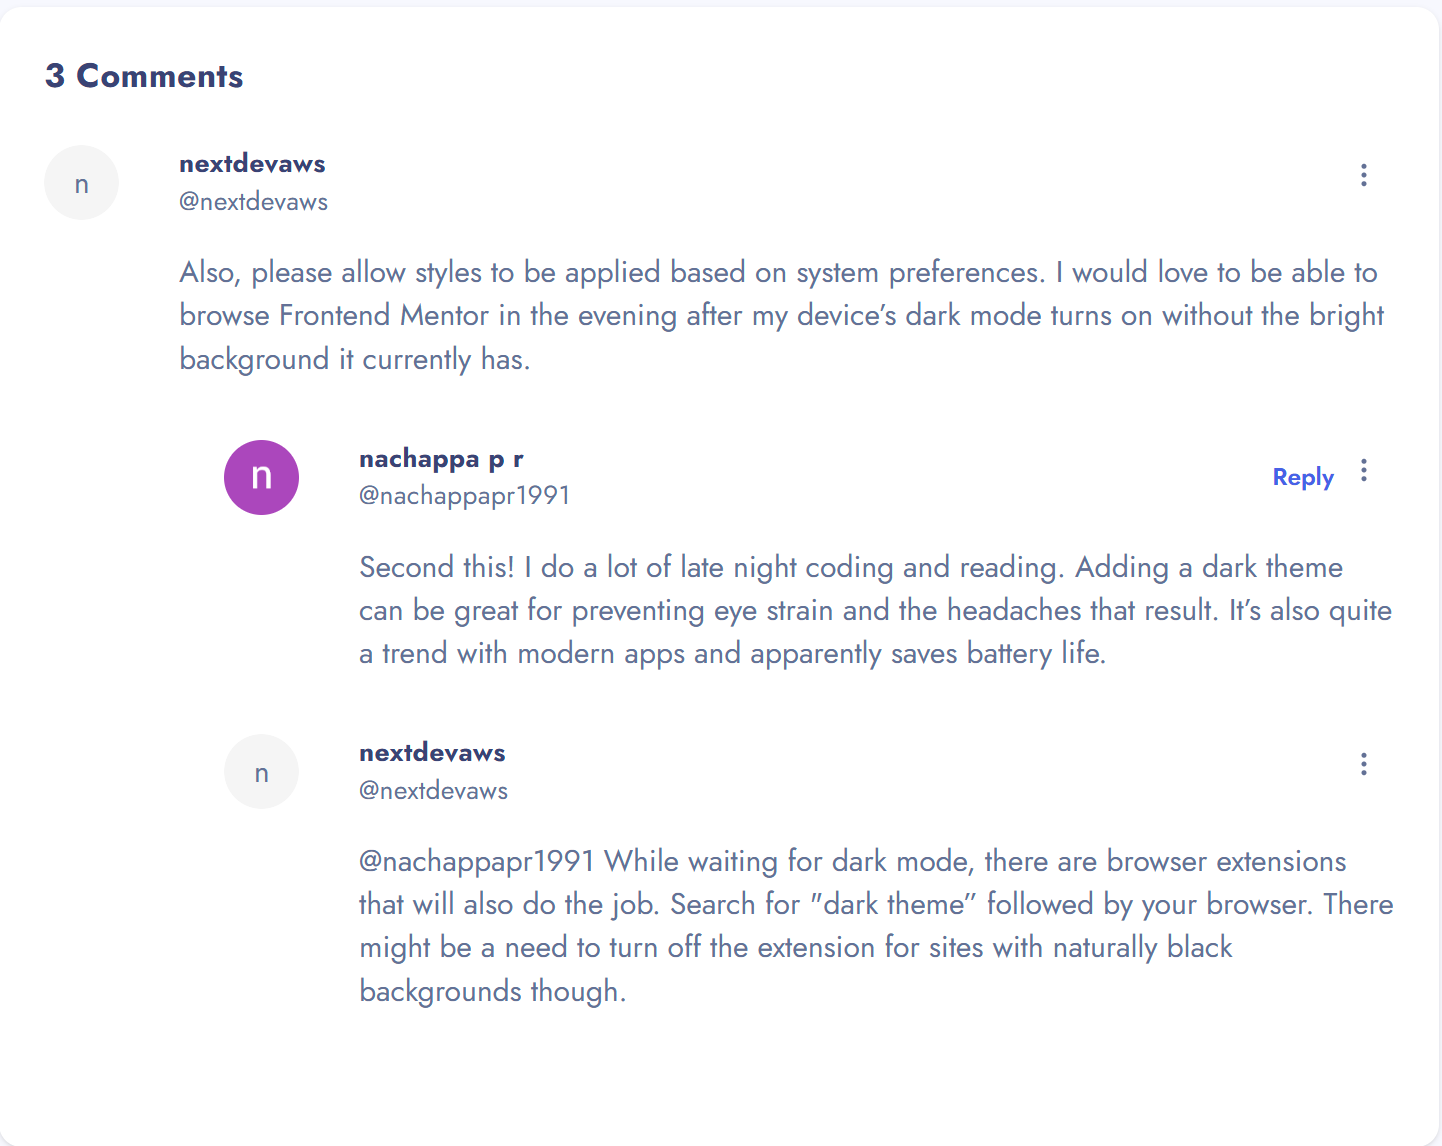 3 Comments
n
nextdevaws
@nextdevaws
Also, please allow styles to be applied based on system preferences. I would love to be able to
browse Frontend Mentor in the evening after my device’s dark mode turns on without the bright
background it currently has.
n
nachappa p r
@nachappapr1991
Reply
Second this! I do a lot of late night coding and reading. Adding a dark theme
can be great for preventing eye strain and the headaches that result. It’s also quite
a trend with modern apps and apparently saves battery life.
n
nextdevaws
@nextdevaws
@nachappapr1991 While waiting for dark mode, there are browser extensions
that will also do the job. Search for "dark theme” followed by your browser. There
might be a need to turn off the extension for sites with naturally black
backgrounds though.